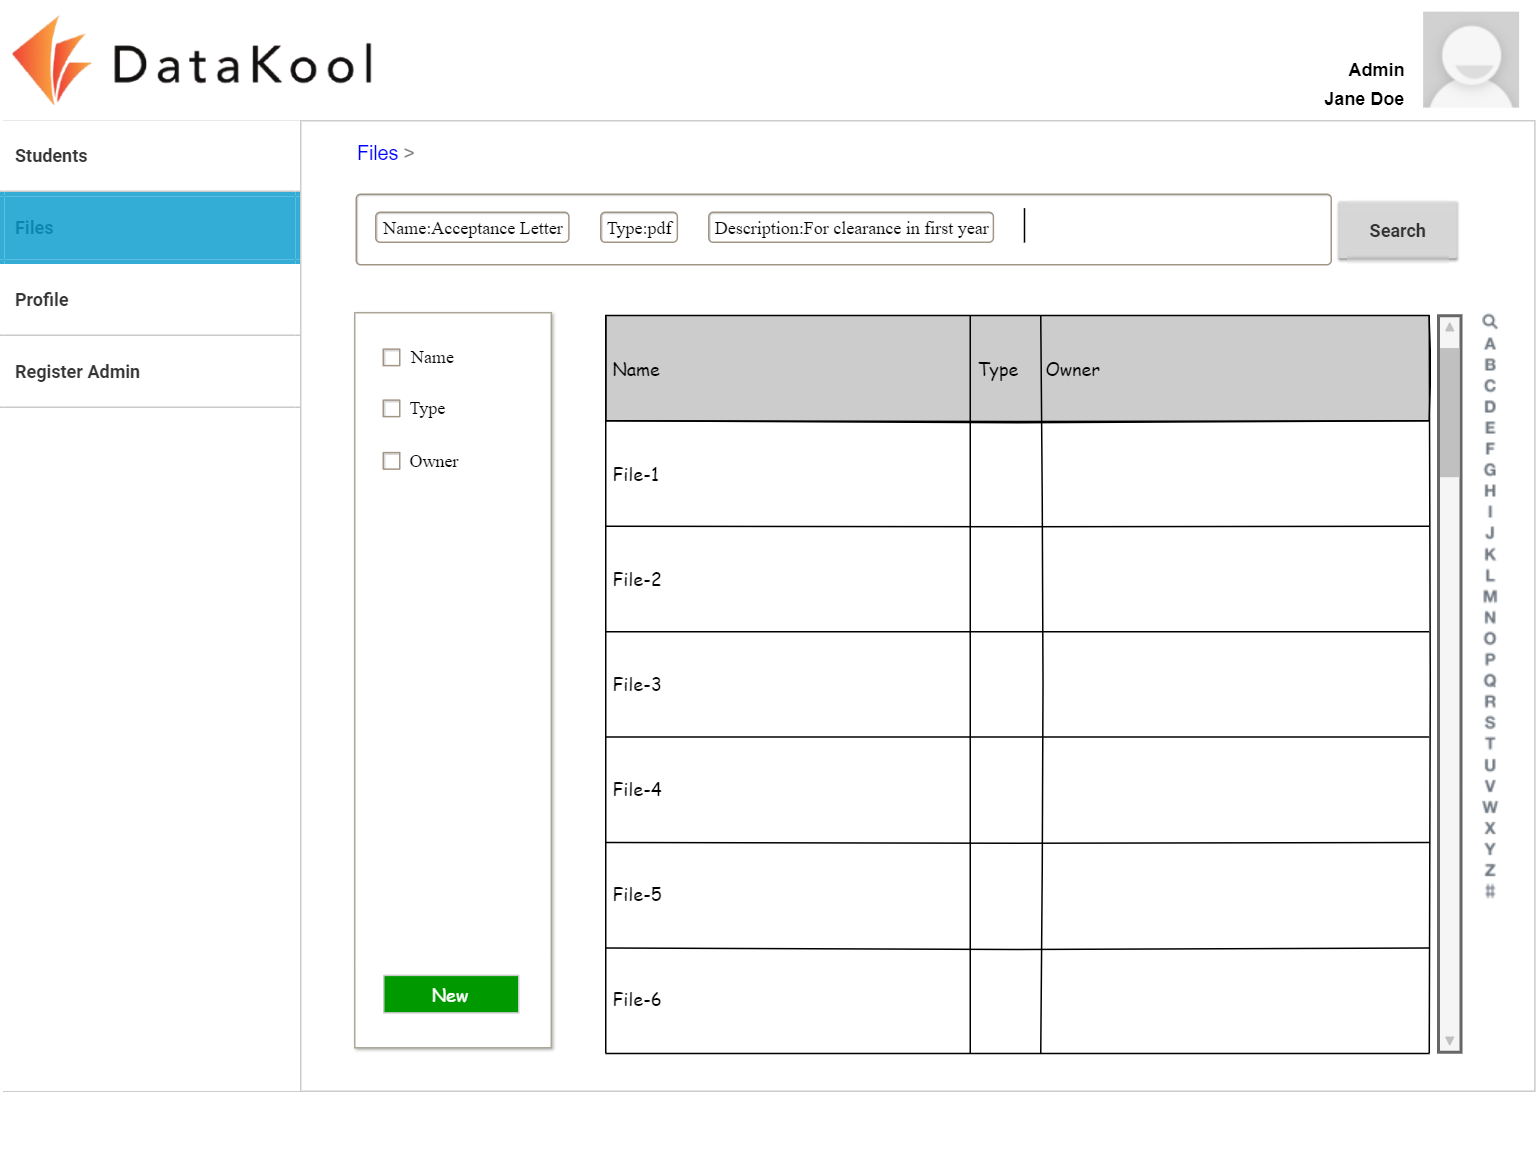 DataKool
Admin
Jane Doe
Students
Files
Profile
Register Admin
Files >
Name:Acceptance Letter Type:pdf Description:For clearance in first year
Search
Name
Type
Owner
New
Name Type Owner
File-1
File-2
File-3
File-4
File-5
File-6
A
B
C
D
E
F
G
H
I
J
K
L
M
N
O
P
Q
R
S
T
U
V
W
X
Y
Z
#